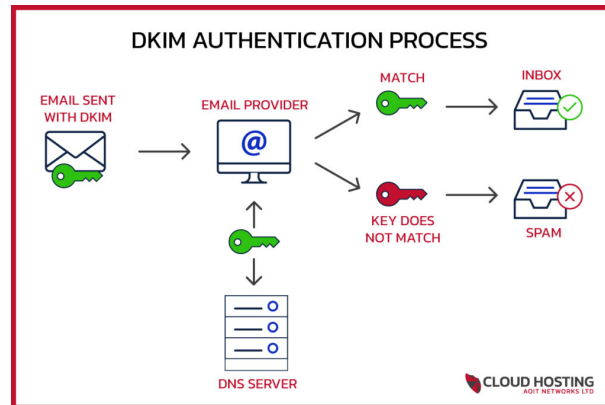 DKIM AUTHENTICATION PROCESS
EMAIL SENT
WITH DKIM
EMAIL PROVIDER
@
MATCH
INBOX
KEY DOES
NOT MATCH
SPAM
DNS SERVER
CLOUD HOSTING
AOIT NETWORKS LTD